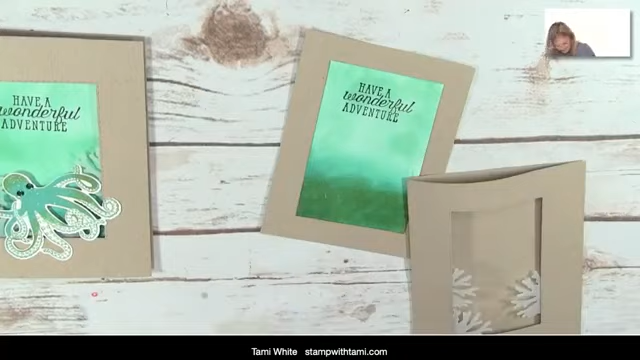 HAVE A
wonderful
ADVENTURE
HAVE A
wonderful
ADVENTURE
Tami White stampwithtami.com